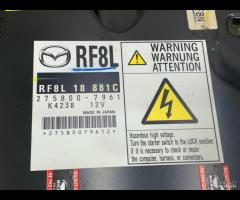 RF8L
RF8L 18 881C
275800-7961
K4238 12V
MADE IN JAPAN
*27580079612*
WARNING
WARNUNG
ATTENTION
Hazardous high voltage.
Turn the starter switch to the LOCK position
if it is necessary to check or repair
the computer, harness, or connectors.